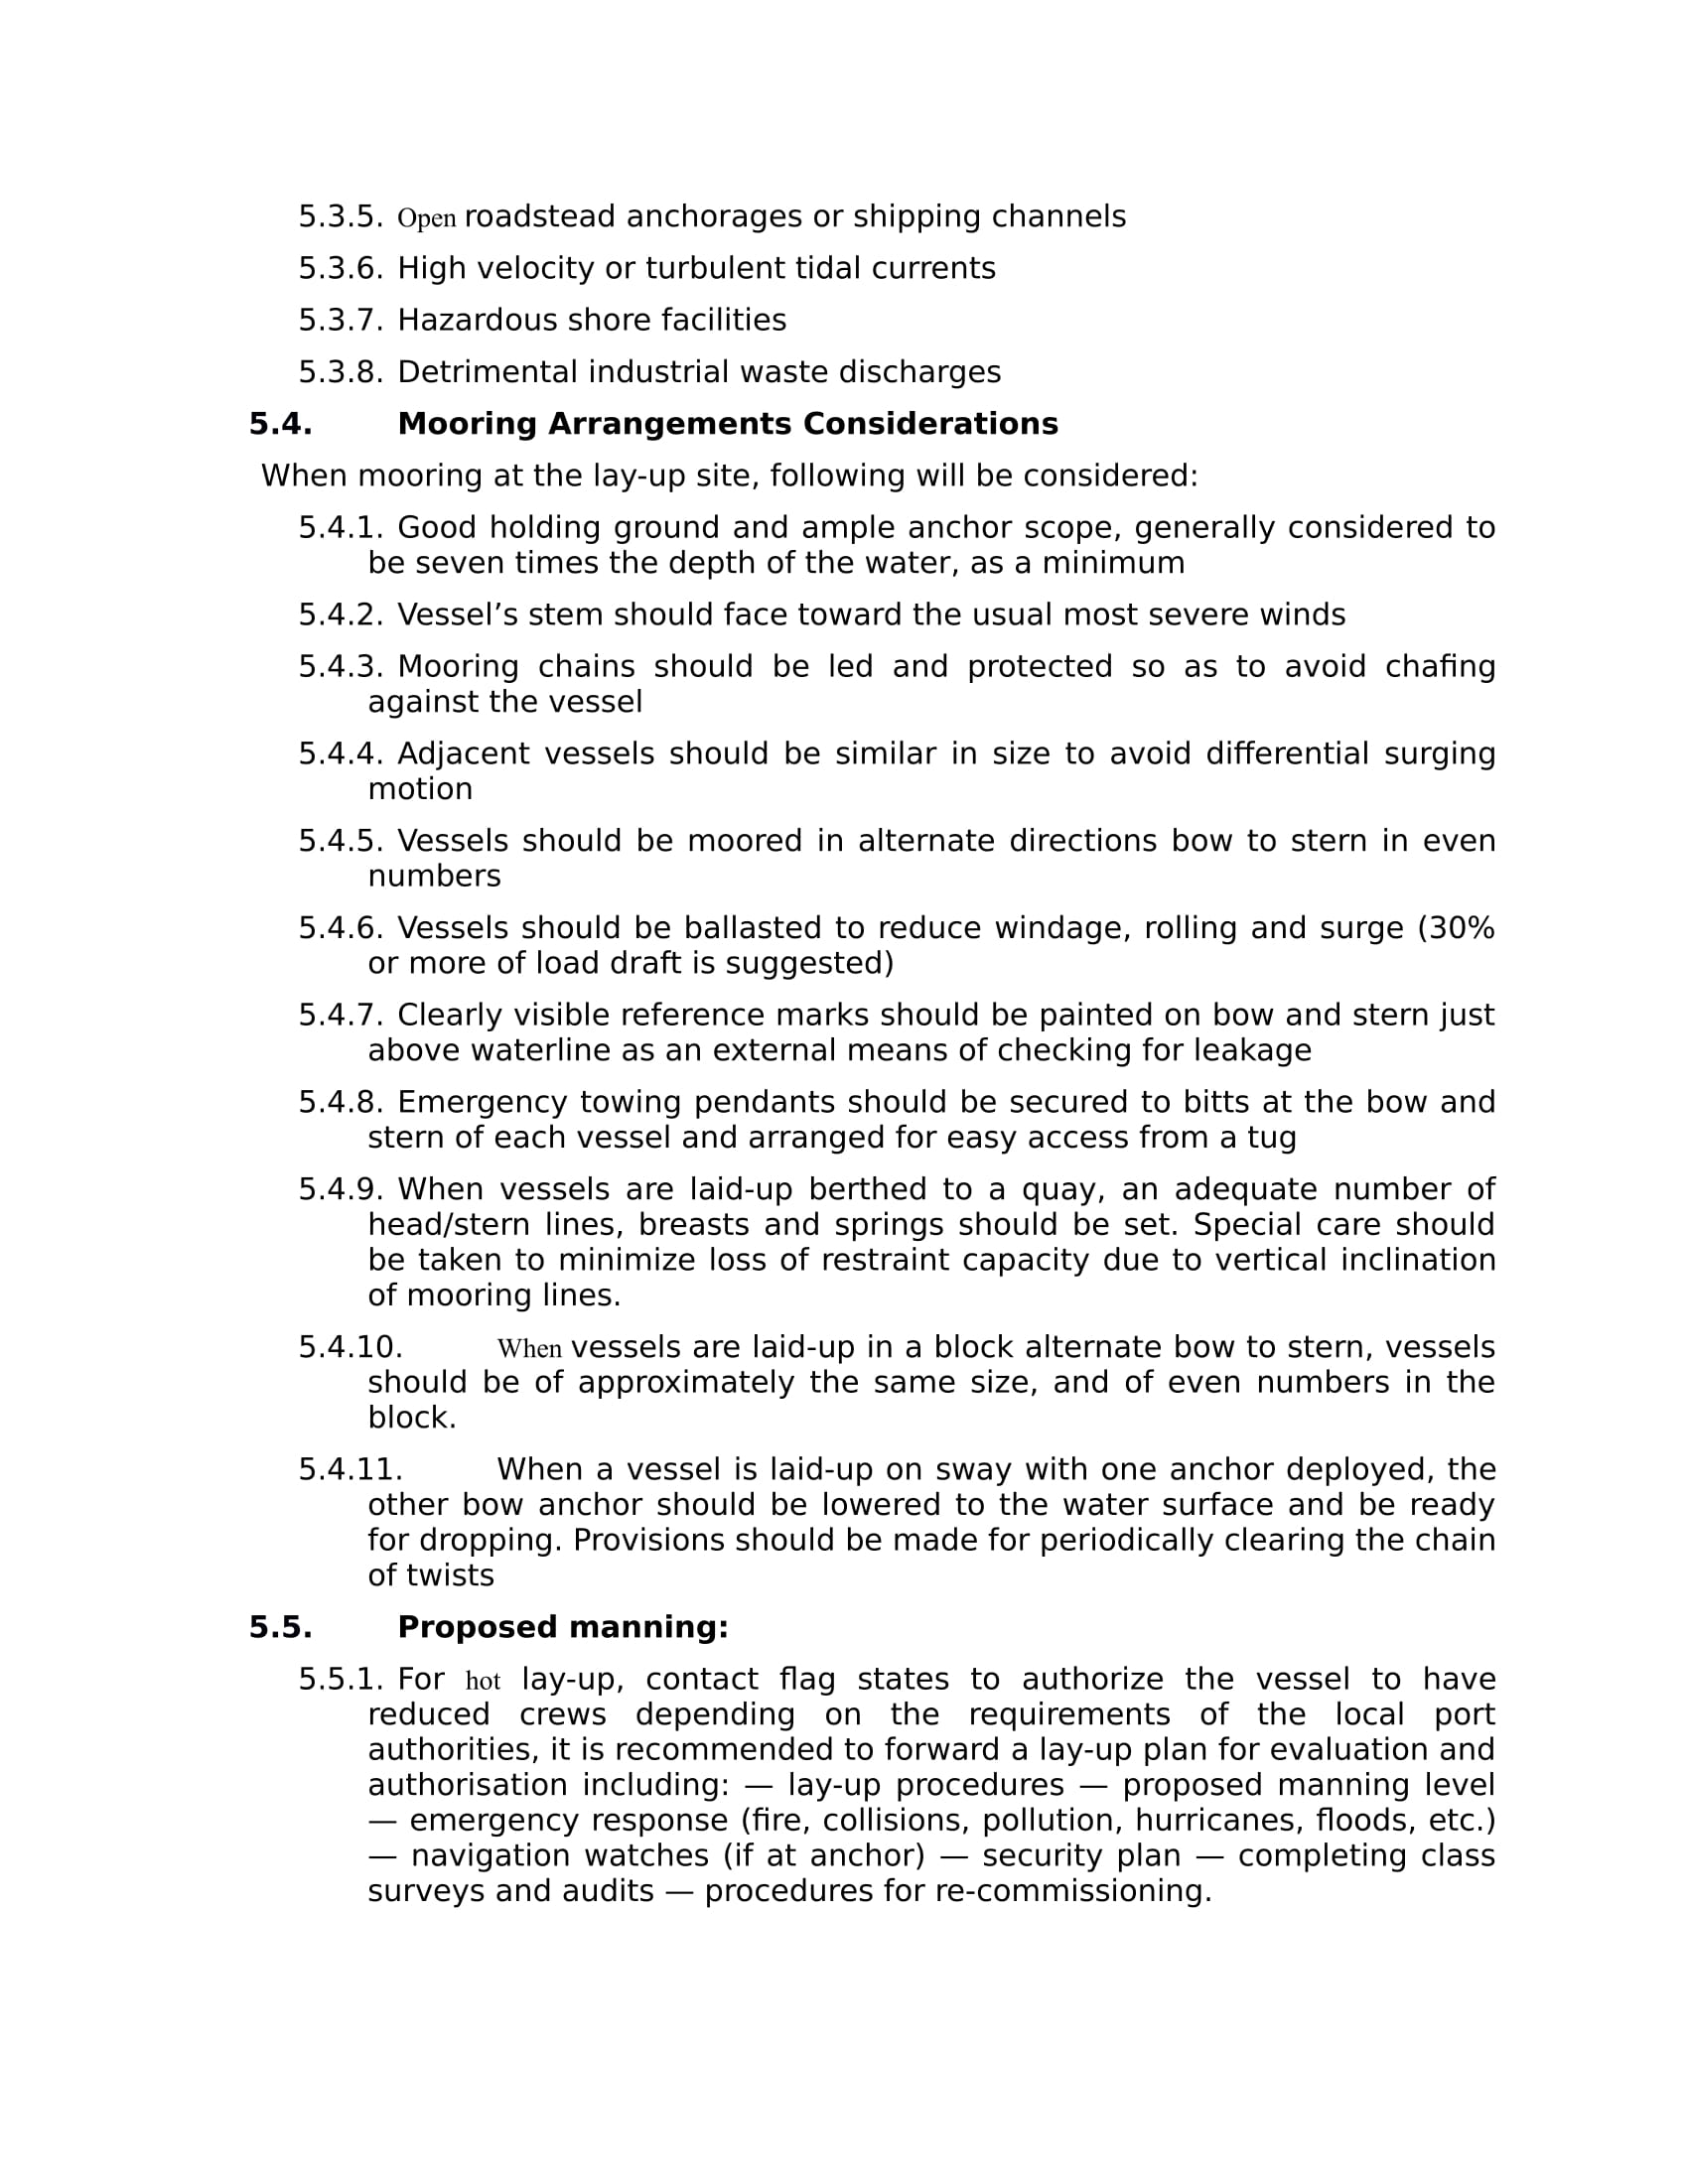 5.3.5. Open roadstead anchorages or shipping channels
5.3.6. High velocity or turbulent tidal currents
5.3.7. Hazardous shore facilities
5.3.8. Detrimental industrial waste discharges
5.4. Mooring Arrangements Considerations
When mooring at the lay-up site, following will be considered:
5.4.1. Good holding ground and ample anchor scope, generally considered to
be seven times the depth of the water, as a minimum
5.4.2. Vessel’s stem should face toward the usual most severe winds
5.4.3. Mooring chains should be led and protected so as to avoid chafing
against the vessel
5.4.4. Adjacent vessels should be similar in size to avoid differential surging
motion
5.4.5. Vessels should be moored in alternate directions bow to stern in even
numbers
5.4.6. Vessels should be ballasted to reduce windage, rolling and surge (30%
or more of load draft is suggested)
5.4.7. Clearly visible reference marks should be painted on bow and stern just
above waterline as an external means of checking for leakage
5.4.8. Emergency towing pendants should be secured to bitts at the bow and
stern of each vessel and arranged for easy access from a tug
5.4.9. When vessels are laid-up berthed to a quay, an adequate number of
head/stern lines, breasts and springs should be set. Special care should
be taken to minimize loss of restraint capacity due to vertical inclination
of mooring lines.
5.4.10. When vessels are laid-up in a block alternate bow to stern, vessels
should be of approximately the same size, and of even numbers in the
block.
5.4.11. When a vessel is laid-up on sway with one anchor deployed, the
other bow anchor should be lowered to the water surface and be ready
for dropping. Provisions should be made for periodically clearing the chain
of twists
5.5. Proposed manning:
5.5.1. For hot lay-up, contact flag states to authorize the vessel to have
reduced crews depending on the requirements of the local port
authorities, it is recommended to forward a lay-up plan for evaluation and
authorisation including: — lay-up procedures — proposed manning level
— emergency response (fire, collisions, pollution, hurricanes, floods, etc.)
— navigation watches (if at anchor) — security plan — completing class
surveys and audits — procedures for re-commissioning.